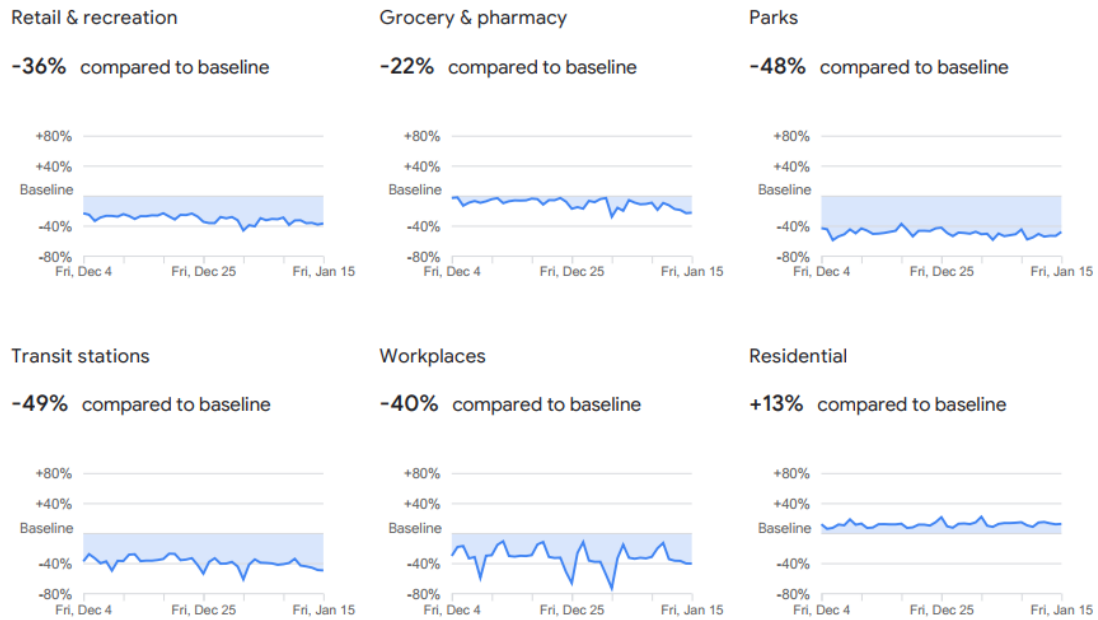 Retail & recreation
-36% compared to baseline
+80%
+40%
Baseline
-40%
-80%
Fri, Dec 4 Fri, Dec 25 Fri, Jan 15
Grocery & pharmacy
-22% compared to baseline
+80%
+40%
Baseline
-40%
-80%
Fri, Dec 4 Fri, Dec 25 Fri, Jan 15
Parks
-48% compared to baseline
+80%
+40%
Baseline
-40%
-80%
Fri, Dec 4 Fri, Dec 25 Fri, Jan 15
Transit stations
-49% compared to baseline
+80%
+40%
Baseline
-40%
-80%
Fri, Dec 4 Fri, Dec 25 Fri, Jan 15
Workplaces
-40% compared to baseline
+80%
+40%
Baseline
-40%
-80%
Fri, Dec 4 Fri, Dec 25 Fri, Jan 15
Residential
+13% compared to baseline
+80%
+40%
Baseline
-40%
-80%
Fri, Dec 4 Fri, Dec 25 Fri, Jan 15